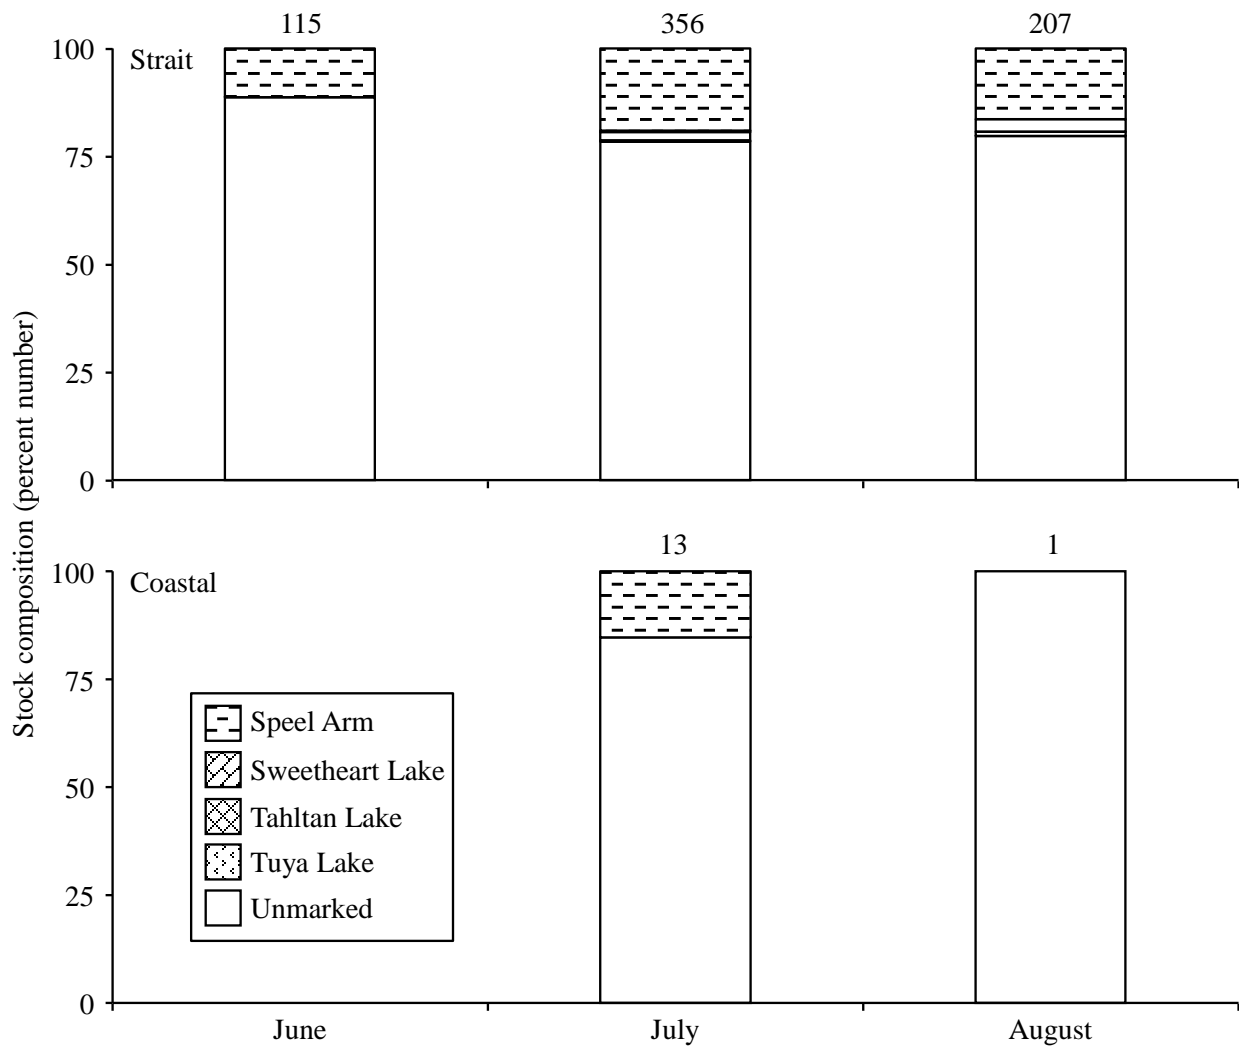 115 356 207
Strait
100
75
50
25
0
Stock composition (percent number)
13 1
Coastal
100
75
50
25
0
Speel Arm
Sweetheart Lake
Tahltan Lake
Tuya Lake
Unmarked
June July August